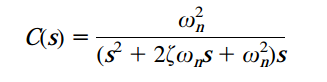 C(s) = ω_n^2 / ((s^2 + 2ζω_n s + ω_n^2)s)